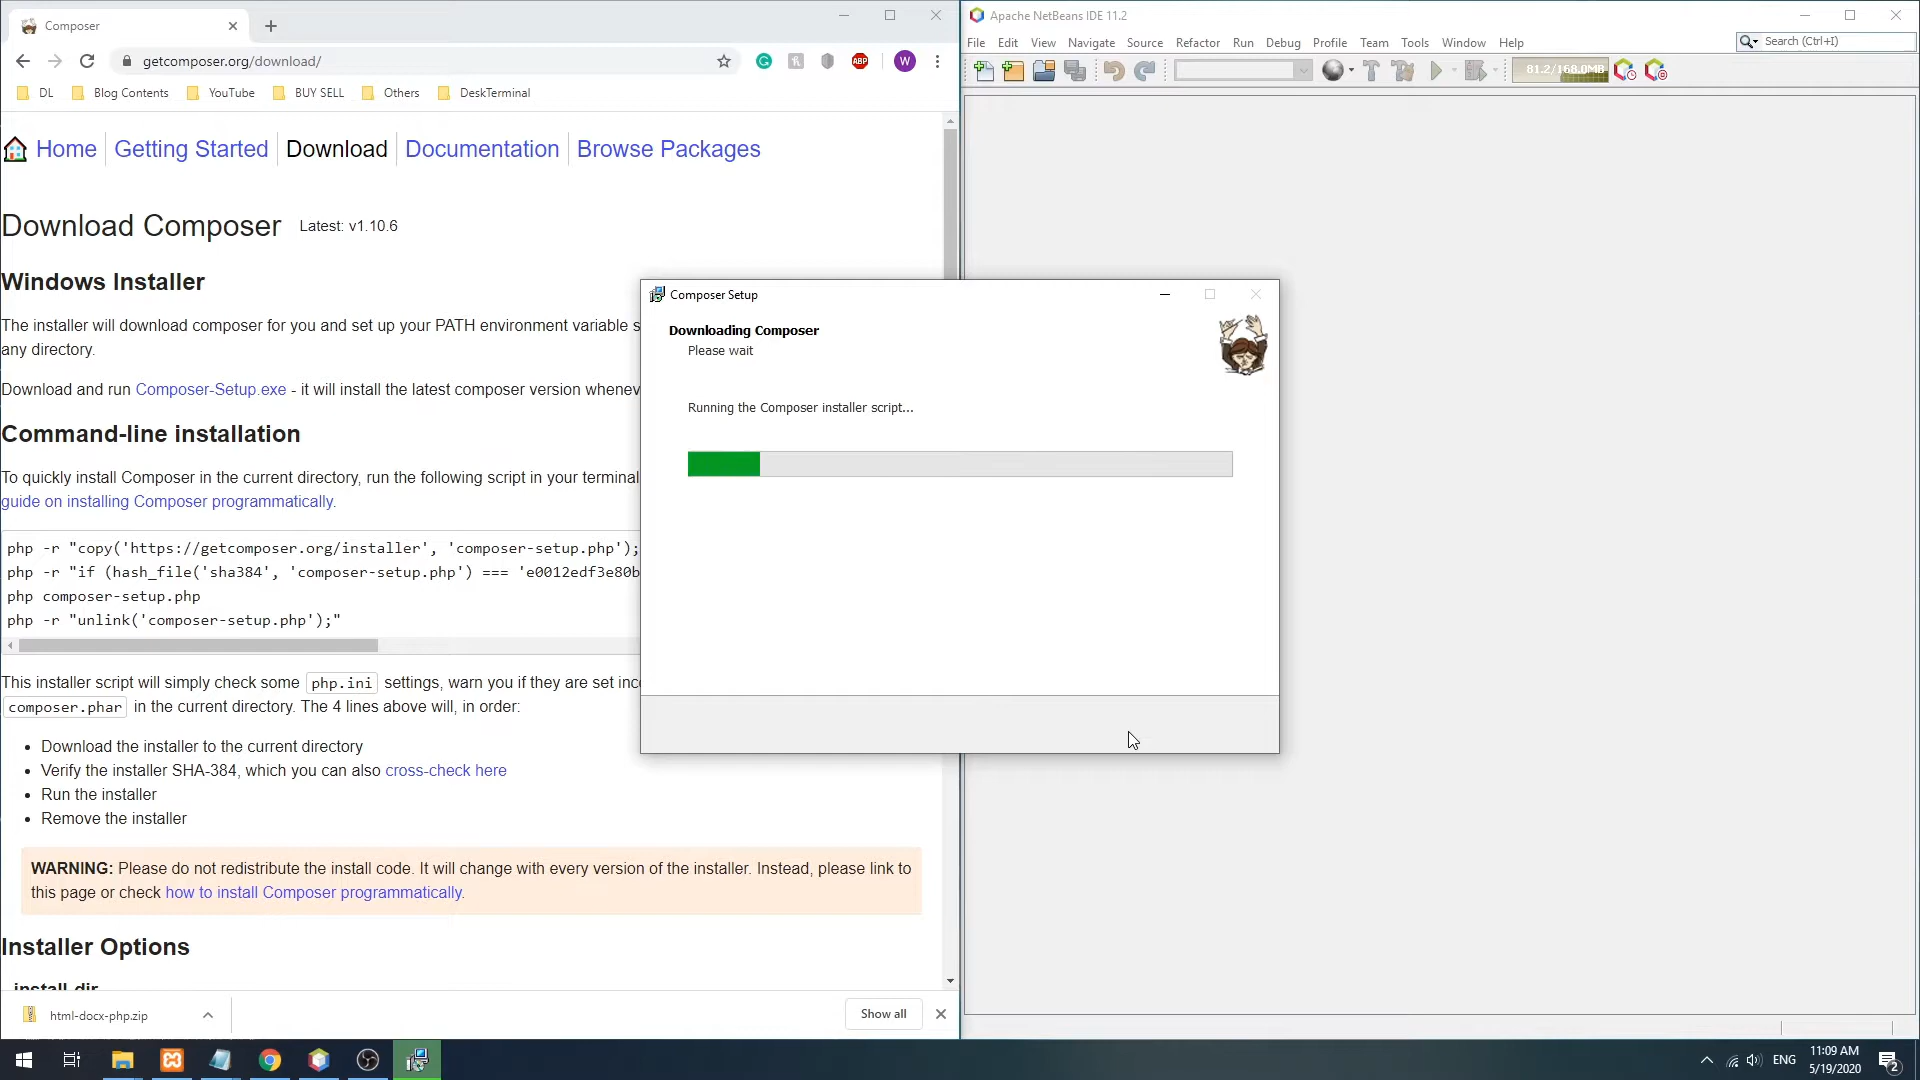 Composer
getcomposer.org/download/
ABP
W
DL
Blog Contents
YouTube
BUY SELL
Others
DeskTerminal
Home
Getting Started
Download
Documentation
Browse Packages
Download Composer
Latest: v1.10.6
Windows Installer
The installer will download composer for you and set up your PATH environment variable s
any directory.
Download and run Composer-Setup.exe - it will install the latest composer version whenev
Command-line installation
To quickly install Composer in the current directory, run the following script in your terminal
guide on installing Composer programmatically.
php -r "copy('https://getcomposer.org/installer', 'composer-setup.php');
php -r "if (hash_file('sha384', 'composer-setup.php') === 'e0012edf3e80b
php composer-setup.php
php -r "unlink('composer-setup.php');"
This installer script will simply check some php.ini settings, warn you if they are set inc
composer.phar in the current directory. The 4 lines above will, in order:
Download the installer to the current directory
Verify the installer SHA-384, which you can also cross-check here
Run the installer
Remove the installer
WARNING: Please do not redistribute the install code. It will change with every version of the installer. Instead, please link to
this page or check how to install Composer programmatically.
Installer Options
html-docx-php.zip
Show all
Composer Setup
Downloading Composer
Please wait
Running the Composer installer script...
Apache NetBeans IDE 11.2
File Edit View Navigate Source Refactor Run Debug Profile Team Tools Window Help
Search (Ctrl+I)
81.2/168.0MB
ENG
11:09 AM
5/19/2020
2